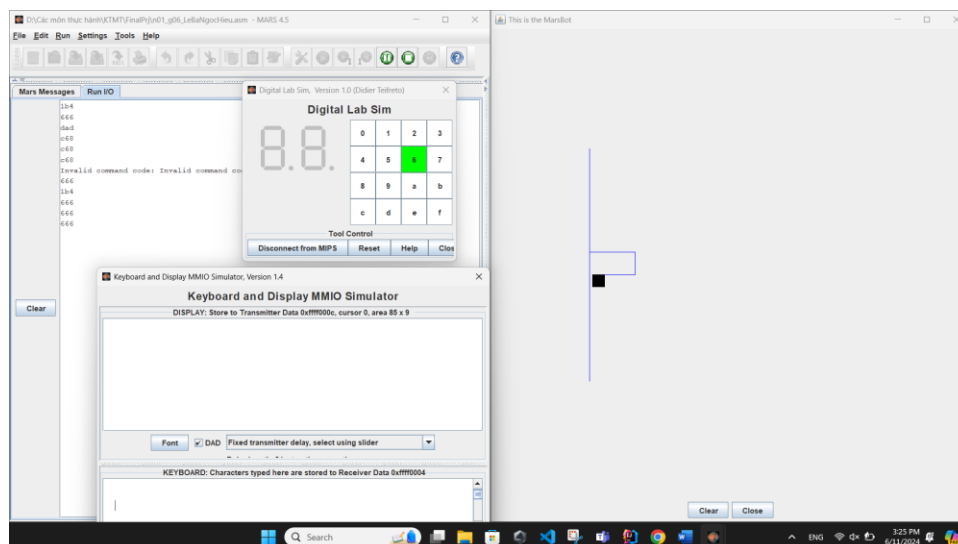 D:\Các môn thực hành\KTMT\FinalPrj\n01_g06_LeBaNgocHieu.asm - MARS 4.5
File Edit Run Settings Tools Help
Mars Messages Run I/O
1b4
666
dad
c68
c68
c68
Invalid command code: Invalid command co
666
1b4
666
666
666
Clear
Digital Lab Sim, Version 1.0 (Didier Teifreto)
Digital Lab Sim
8.8.
0 1 2 3
4 5 6 7
8 9 a b
c d e f
Tool Control
Disconnect from MIPS Reset Help Clos
Keyboard and Display MMIO Simulator, Version 1.4
Keyboard and Display MMIO Simulator
DISPLAY: Store to Transmitter Data 0xffff000c, cursor 0, area 85 x 9
Font DAD Fixed transmitter delay, select using slider
KEYBOARD: Characters typed here are stored to Receiver Data 0xffff0004
This is the MarsBot
Clear Close
Search
ENG
3:25 PM
6/11/2024